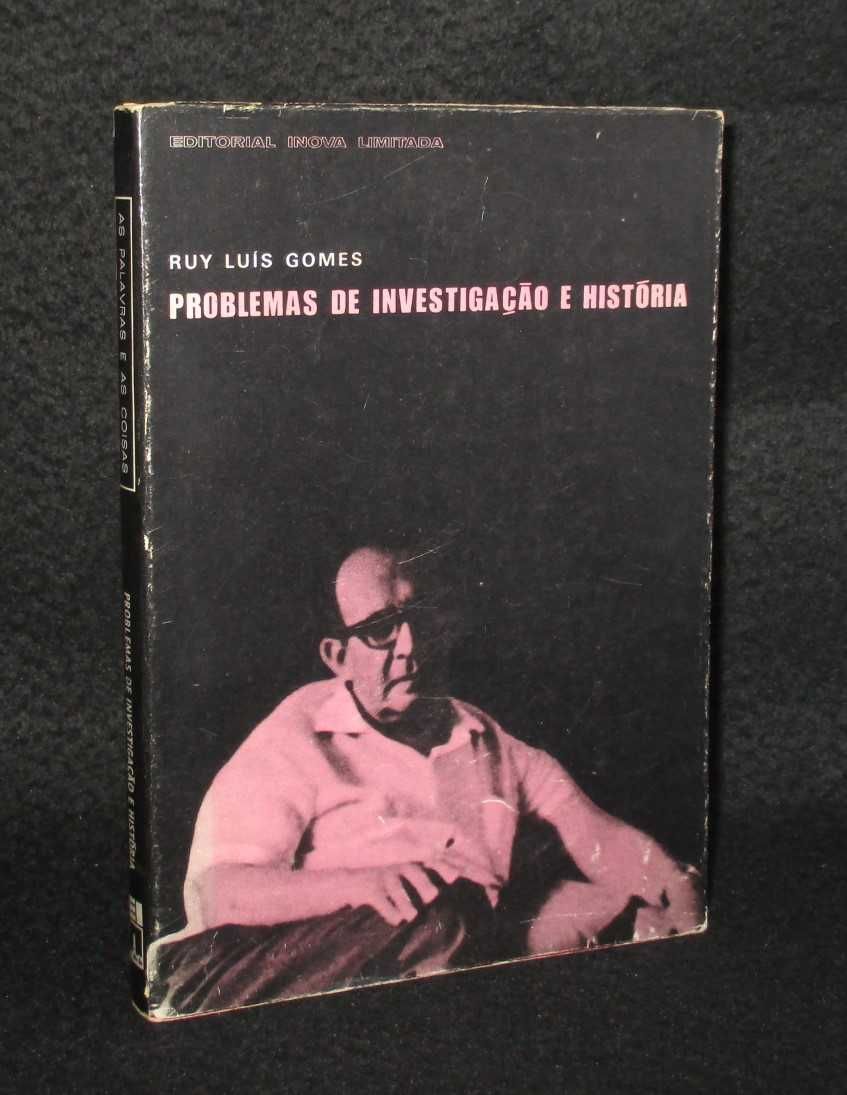 EDITORIAL INOVA LIMITADA
RUY LUÍS GOMES
PROBLEMAS DE INVESTIGAÇÃO E HISTÓRIA
AS PALAVRAS E AS COISAS
PROBLEMAS DE INVESTIGAÇÃO E HISTÓRIA